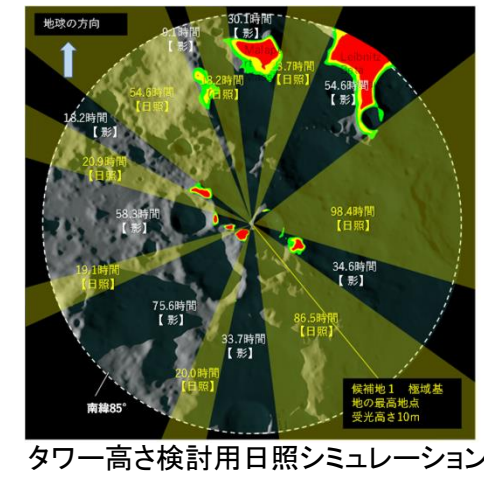 地球の方向
30.1時間
【 影】
9.1時間
【 影】
3.7時間
【日照】
18.2時間
【日照】
54.6時間
【 影】
54.6時間
【日照】
18.2時間
【 影】
20.9時間
【日照】
58.3時間
【 影】
98.4時間
【日照】
34.6時間
【 影】
19.1時間
【日照】
75.6時間
【 影】
86.5時間
【日照】
33.7時間
【 影】
20.0時間
【日照】
南緯85°
候補地１ 極域基
地の最高地点
受光高さ10m
タワー高さ検討用日照シミュレーション